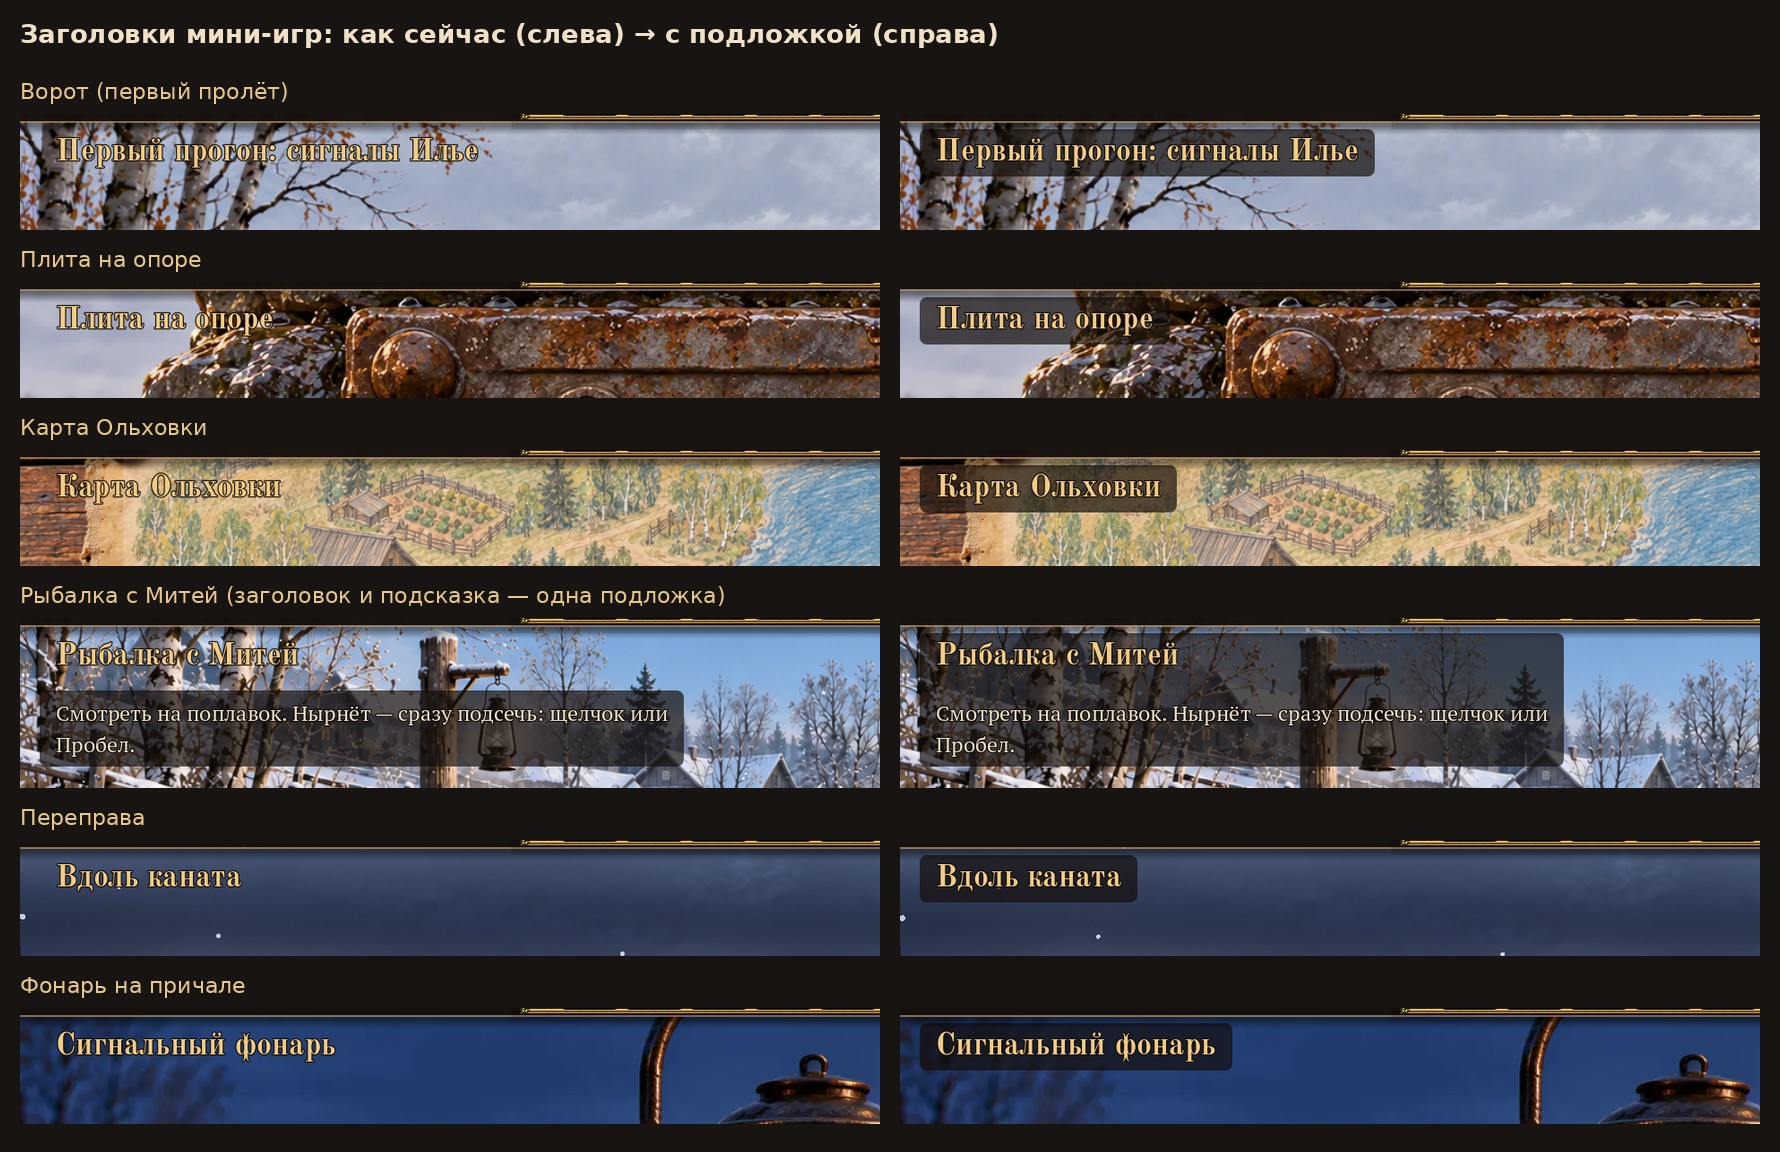 Заголовки мини-игр: как сейчас (слева) → с подложкой (справа)
Ворот (первый пролёт)
Первый прогон: сигналы Илье
Первый прогон: сигналы Илье
Плита на опоре
Плита на опоре
Плита на опоре
Карта Ольховки
Карта Ольховки
Карта Ольховки
Рыбалка с Митей (заголовок и подсказка — одна подложка)
Рыбалка с Митей
Смотреть на поплавок. Нырнёт — сразу подсечь: щелчок или
Пробел.
Рыбалка с Митей
Смотреть на поплавок. Нырнёт — сразу подсечь: щелчок или
Пробел.
Переправа
Вдоль каната
Вдоль каната
Фонарь на причале
Сигнальный фонарь
Сигнальный фонарь